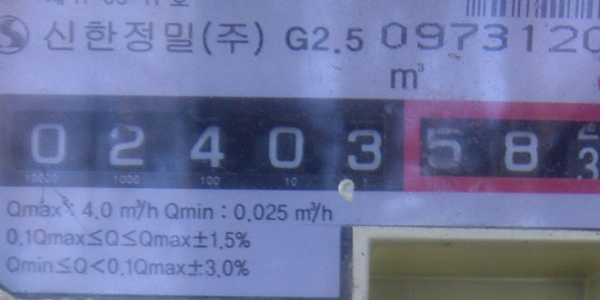 신한정밀(주) G2.5 0973120
m³
0 2 4 0 3 5 8 3
10000 1000 100 10 1
Qmax : 4.0 m³/h Qmin : 0.025 m³/h
0.1Qmax≤Q≤Qmax±1.5%
Qmin≤Q<0.1Qmax±3.0%